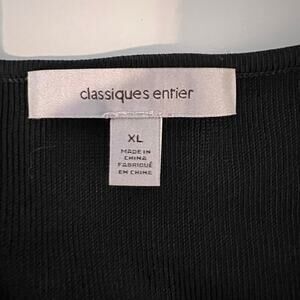 classiques entier
XL
MADE IN
CHINA
FABRIQUÉ
EN CHINE